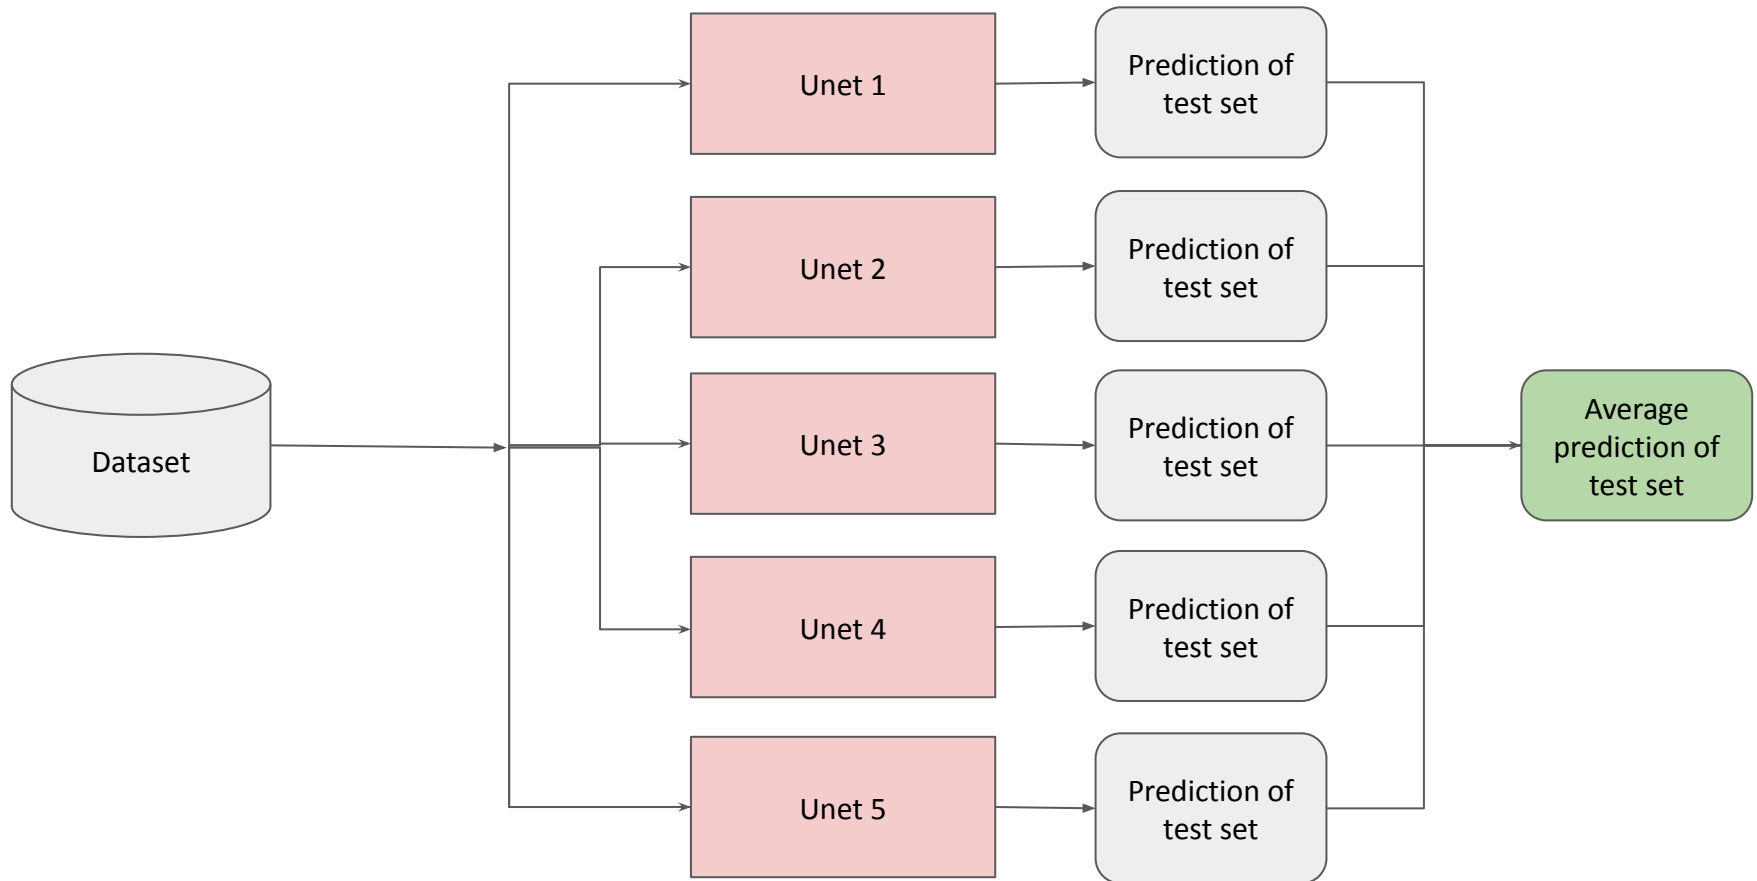 Unet 1
Prediction of
test set
Unet 2
Prediction of
test set
Dataset
Unet 3
Prediction of
test set
Average
prediction of
test set
Unet 4
Prediction of
test set
Unet 5
Prediction of
test set